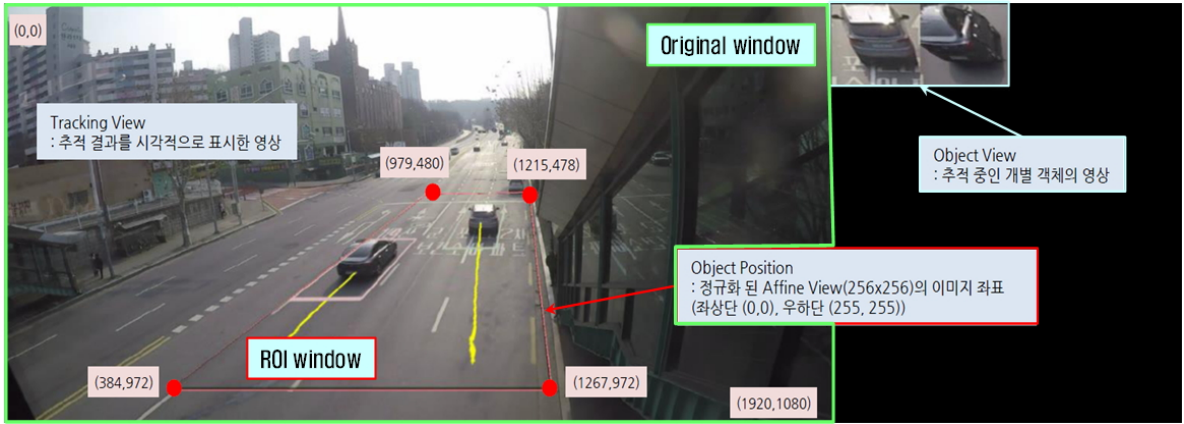 (0,0)
Original window
Tracking View
: 추적 결과를 시각적으로 표시한 영상
(979,480)
(1215,478)
Object View
: 추적 중인 개별 객체의 영상
Object Position
: 정규화 된 Affine View(256x256)의 이미지 좌표
(좌상단 (0,0), 우하단 (255, 255))
ROI window
(384,972)
(1267,972)
(1920,1080)